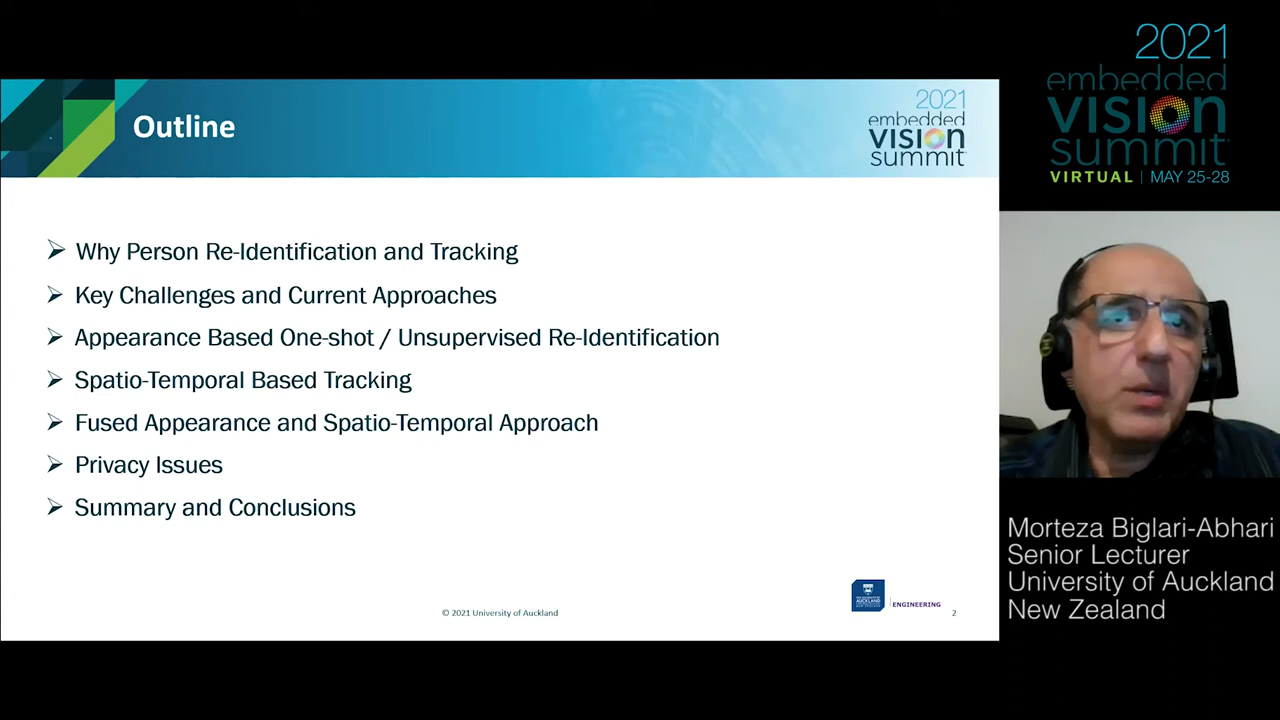 Outline
2021
embedded
VISION
summit
➢ Why Person Re-Identification and Tracking
➢ Key Challenges and Current Approaches
➢ Appearance Based One-shot / Unsupervised Re-Identification
➢ Spatio-Temporal Based Tracking
➢ Fused Appearance and Spatio-Temporal Approach
➢ Privacy Issues
➢ Summary and Conclusions
© 2021 University of Auckland
ENGINEERING
2
2021
embedded
VISION
summit
VIRTUAL | MAY 25-28
Morteza Biglari-Abhari
Senior Lecturer
University of Auckland
New Zealand